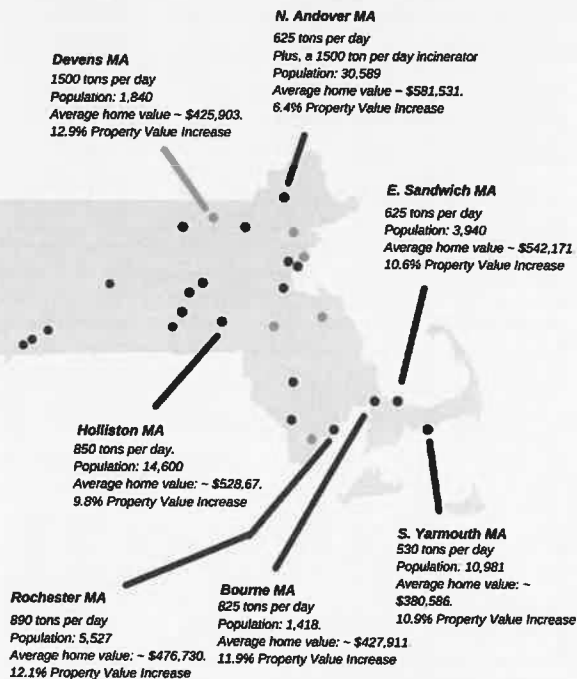 N. Andover MA
625 tons per day
Plus, a 1500 ton per day incinerator
Population: 30,589
Average home value ~ $581,531.
6.4% Property Value Increase
Devens MA
1500 tons per day
Population: 1,840
Average home value ~ $425,903.
12.9% Property Value Increase
E. Sandwich MA
625 tons per day
Population: 3,940
Average home value ~ $542,171
10.6% Property Value Increase
Holliston MA
850 tons per day.
Population: 14,600
Average home value: ~ $528,67.
9.8% Property Value Increase
S. Yarmouth MA
530 tons per day
Population: 10,981
Average home value: ~
$380,586.
10.9% Property Value Increase
Rochester MA
890 tons per day
Population: 5,527
Average home value: ~ $476,730.
12.1% Property Value Increase
Bourne MA
825 tons per day
Population: 1,418.
Average home value: ~ $427,911
11.9% Property Value Increase